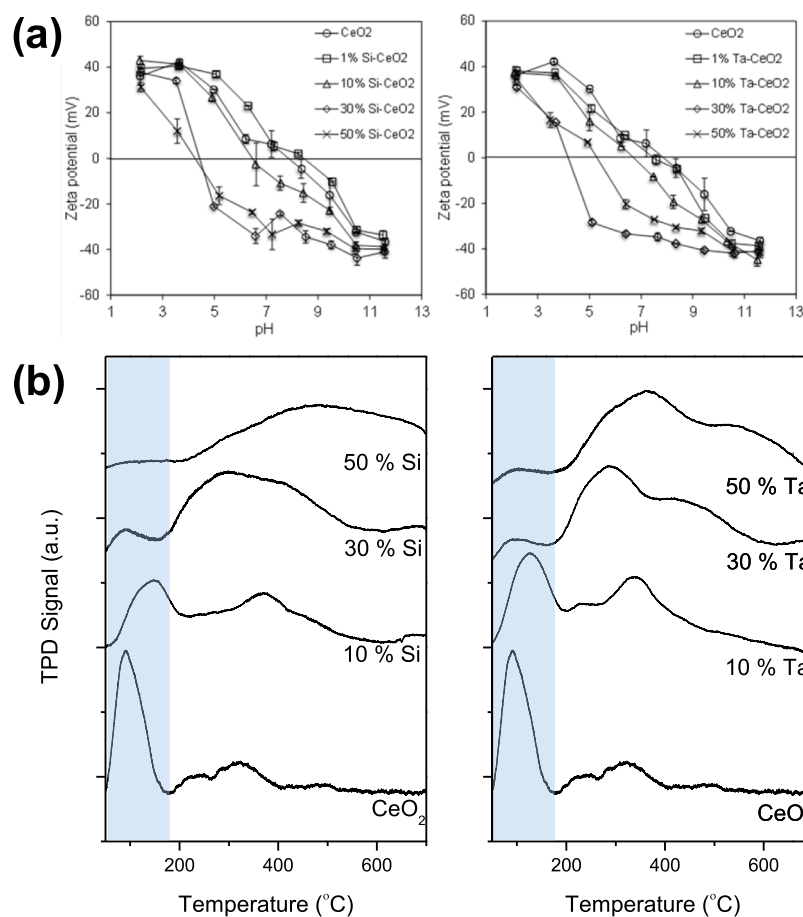 (a)
60
40
20
0
-20
-40
-60
Zeta potential (mV)
1 3 5 7 9 11 13
pH
CeO2
1% Si-CeO2
10% Si-CeO2
30% Si-CeO2
50% Si-CeO2
60
40
20
0
-20
-40
-60
Zeta potential (mV)
1 3 5 7 9 11 13
pH
CeO2
1% Ta-CeO2
10% Ta-CeO2
30% Ta-CeO2
50% Ta-CeO2
(b)
TPD Signal (a.u.)
50 % Si
30 % Si
10 % Si
CeO₂
200 400 600
Temperature (°C)
50 % Ta
30 % Ta
10 % Ta
CeO
200 400 600
Temperature (°C)